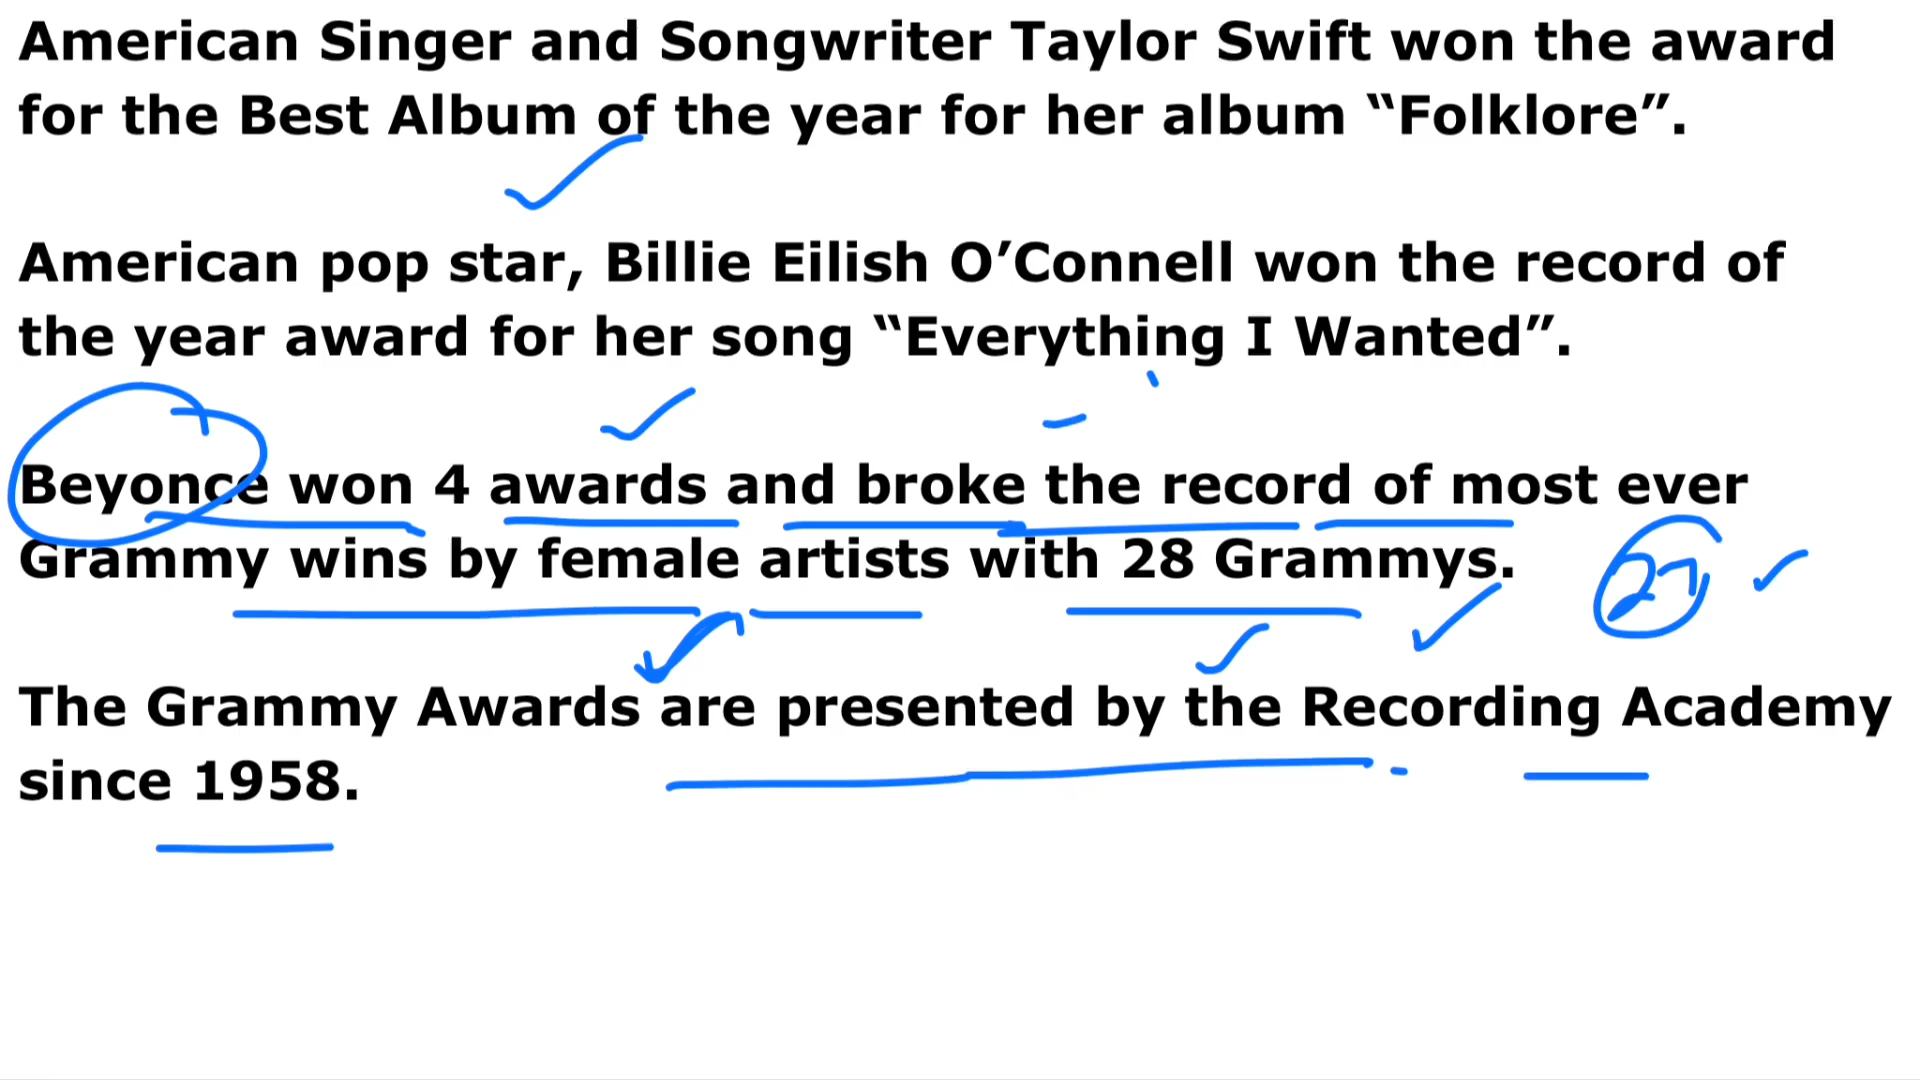 American Singer and Songwriter Taylor Swift won the award
for the Best Album of the year for her album “Folklore”.
American pop star, Billie Eilish O’Connell won the record of
the year award for her song “Everything I Wanted”.
Beyonce won 4 awards and broke the record of most ever
Grammy wins by female artists with 28 Grammys.
27
The Grammy Awards are presented by the Recording Academy
since 1958.